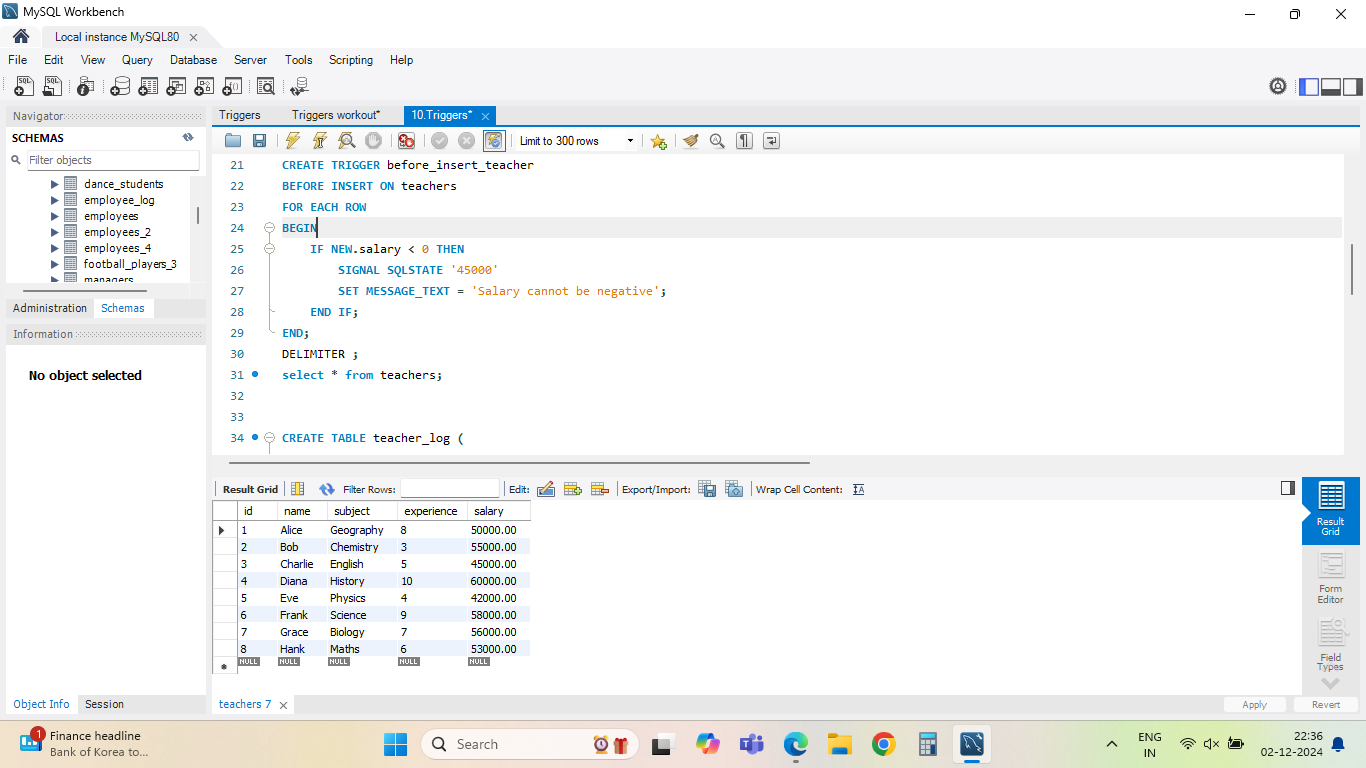 MySQL Workbench
Local instance MySQL80
File Edit View Query Database Server Tools Scripting Help
Navigator
SCHEMAS
Filter objects
dance_students
employee_log
employees
employees_2
employees_4
football_players_3
managers
Administration Schemas
Information
No object selected
Object Info Session
Triggers Triggers workout* 10.Triggers*
Limit to 300 rows
21 CREATE TRIGGER before_insert_teacher
22 BEFORE INSERT ON teachers
23 FOR EACH ROW
24 BEGIN
25 IF NEW.salary < 0 THEN
26 SIGNAL SQLSTATE '45000'
27 SET MESSAGE_TEXT = 'Salary cannot be negative';
28 END IF;
29 END;
30 DELIMITER ;
31 select * from teachers;
32
33
34 CREATE TABLE teacher_log (
Result Grid Filter Rows: Edit: Export/Import: Wrap Cell Content:
id name subject experience salary
1 Alice Geography 8 50000.00
2 Bob Chemistry 3 55000.00
3 Charlie English 5 45000.00
4 Diana History 10 60000.00
5 Eve Physics 4 42000.00
6 Frank Science 9 58000.00
7 Grace Biology 7 56000.00
8 Hank Maths 6 53000.00
NULL NULL NULL NULL NULL
Result
Grid
Form
Editor
Field
Types
teachers 7
Apply Revert
1
Finance headline
Bank of Korea to...
Search
ENG
IN
22:36
02-12-2024